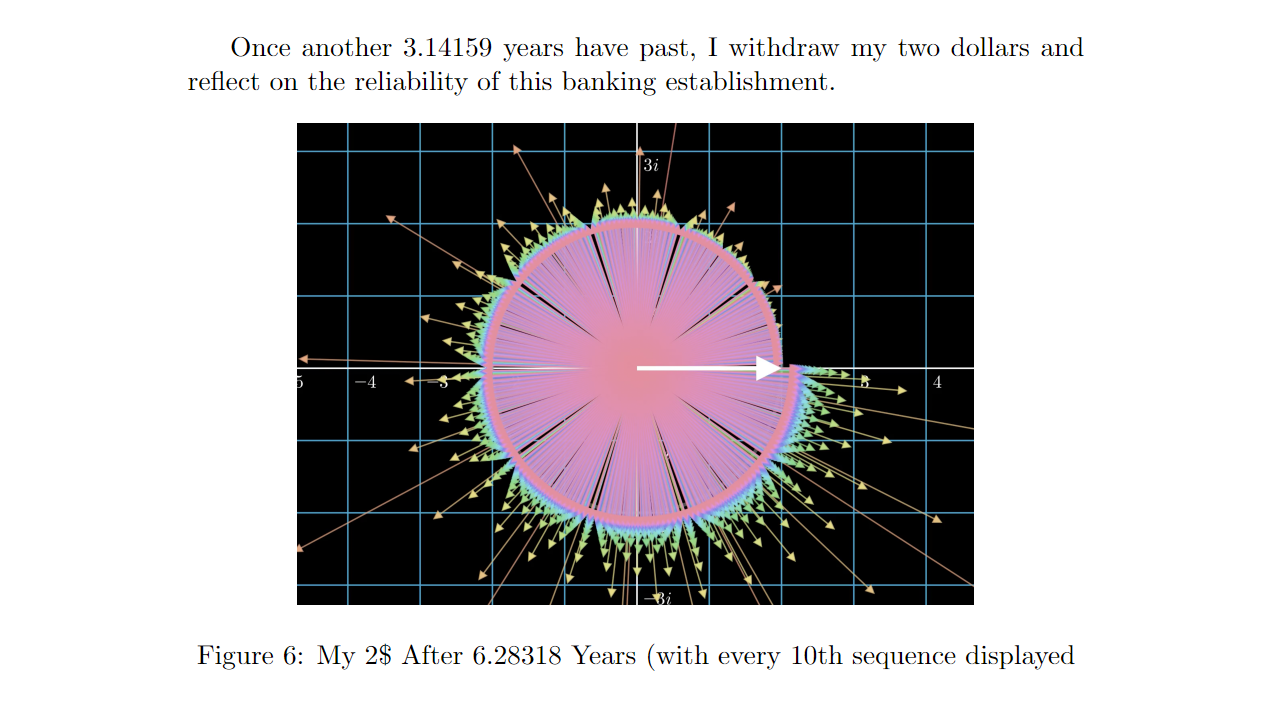 Once another 3.14159 years have past, I withdraw my two dollars and
reflect on the reliability of this banking establishment.
3i
5 −4 −3 3 4
−3i
Figure 6: My 2$ After 6.28318 Years (with every 10th sequence displayed